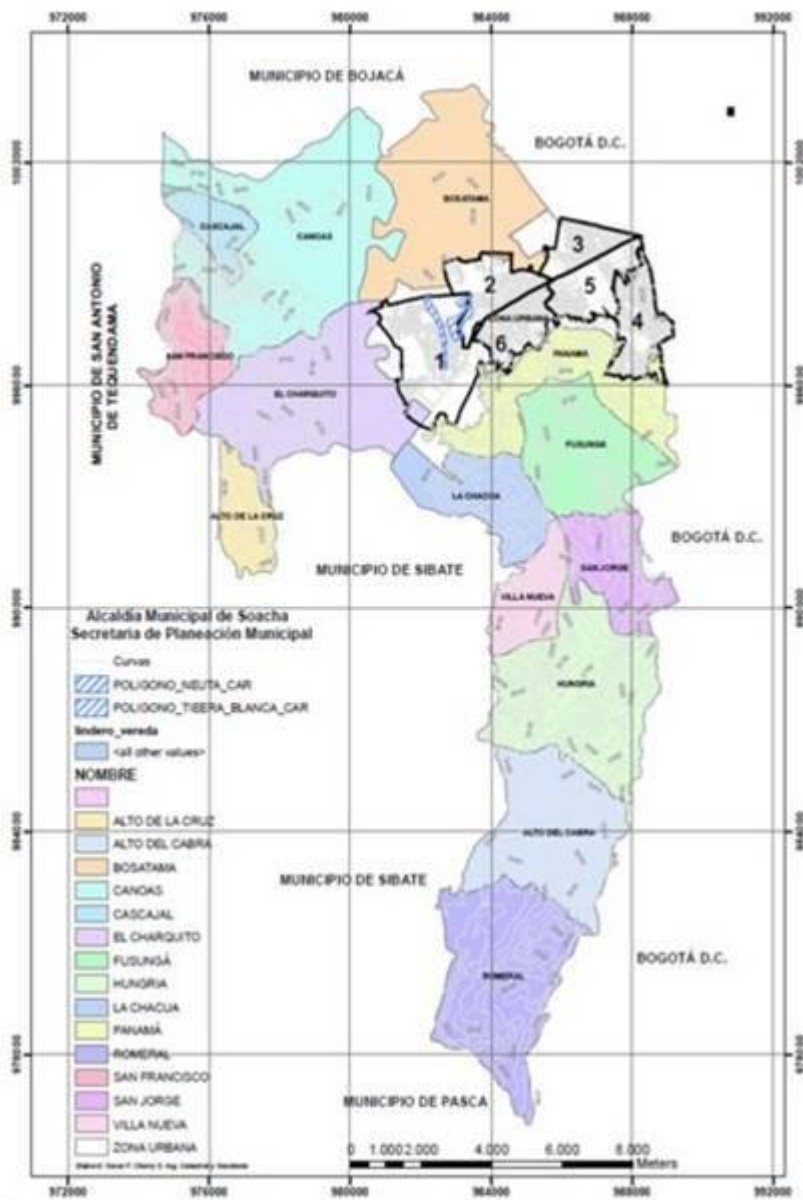 972000 976000 980000 984000 988000 992000
MUNICIPIO DE BOJACÁ
BOGOTÁ D.C.
BOSATAMA
CASCAJAL
CANOAS
MUNICIPIO DE SAN ANTONIO
DE TEQUENDAMA
3
2
5
4
ZONA URBANA
6
1
SAN FRANCISCO
PANAMA
EL CHARQUITO
FUSUNGA
LA CHACUA
ALTO DE LA CRUZ
BOGOTÁ D.C.
MUNICIPIO DE SIBATE
SAN JORGE
VILLA NUEVA
Alcaldía Municipal de Soacha
Secretaria de Planeación Municipal
Curvas
POLIGONO_NEUTA_CAR
POLIGONO_TIBERA_BLANCA_CAR
lindero_vereda
<all other values>
NOMBRE
ALTO DE LA CRUZ
ALTO DEL CABRA
BOSATAMA
CANOAS
CASCAJAL
EL CHARQUITO
FUSUNGÁ
HUNGRIA
LA CHACUA
PANAMÁ
ROMERAL
SAN FRANCISCO
SAN JORGE
VILLA NUEVA
ZONA URBANA
HUNGRIA
ALTO DEL CABRA
MUNICIPIO DE SIBATE
BOGOTÁ D.C.
ROMERAL
MUNICIPIO DE PASCA
0 1.000 2.000 4.000 6.000 8.000
Meters
972000 976000 980000 984000 988000 992000